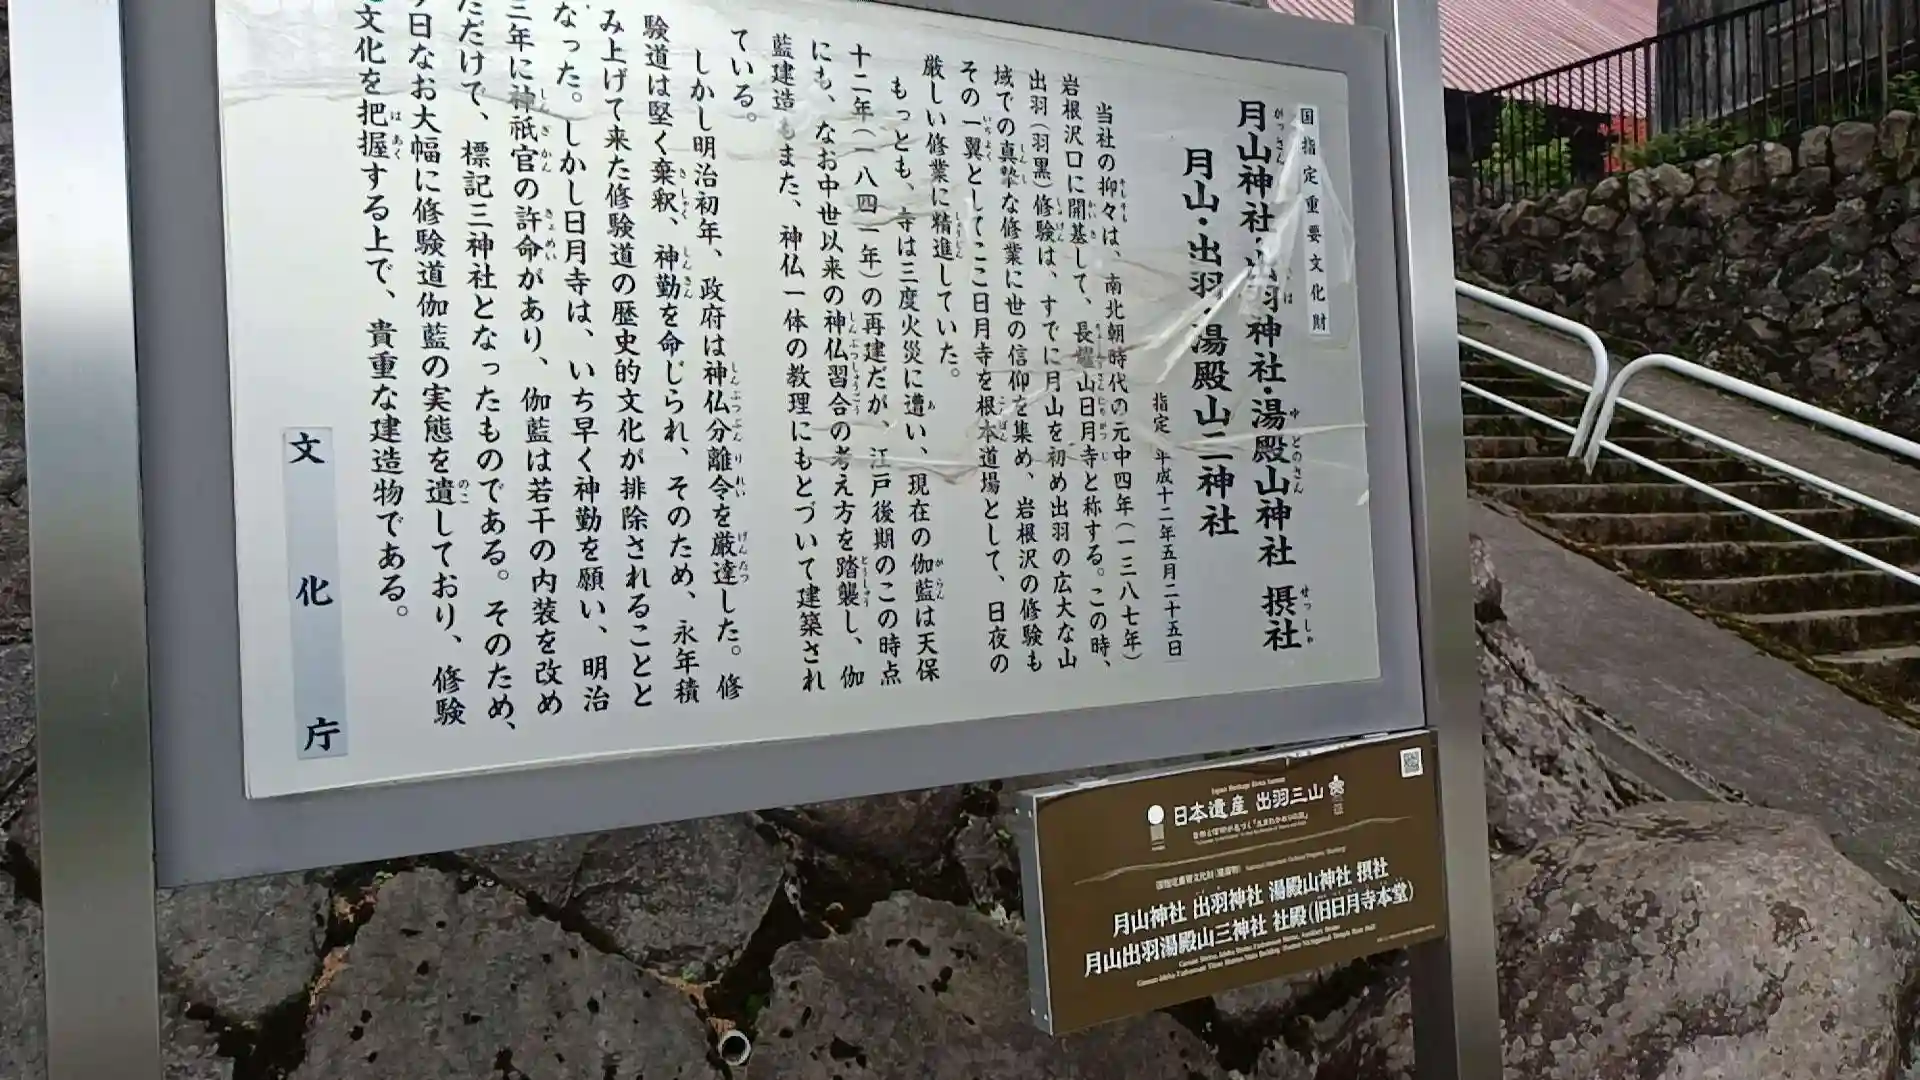 国指定重要文化財
月山神社・出羽神社・湯殿山神社 摂社
月山・出羽・湯殿山三神社
指定 平成十二年五月二十五日
当社の抑々は、南北朝時代の元中四年(一三八七年)
岩根沢口に開基して、長耀山日月寺と称する。この時、
出羽(羽黒)修験は、すでに月山を初め出羽の広大な山
域での真摯な修業に世の信仰を集め、岩根沢の修験も
その一翼としてここ日月寺を根本道場として、日夜の
厳しい修業に精進していた。
もっとも、寺は三度火災に遭い、現在の伽藍は天保
十二年(一八四一年)の再建だが、江戸後期のこの時点
にも、なお中世以来の神仏習合の考え方を踏襲し、伽
藍建造もまた、神仏一体の教理にもとづいて建築され
ている。
しかし明治初年、政府は神仏分離令を厳達した。修
験道は堅く棄釈、神勤を命じられ、そのため、永年積
み上げて来た修験道の歴史的文化が排除されることと
なった。しかし日月寺は、いち早く神勤を願い、明治
三年に神祇官の許命があり、伽藍は若干の内装を改め
ただけで、標記三神社となったものである。そのため、
今日なお大幅に修験道伽藍の実態を遺しており、修験
文化を把握する上で、貴重な建造物である。
文化庁
日本遺産 出羽三山
月山神社 出羽神社 湯殿山神社 摂社
月山出羽湯殿山三神社 社殿(旧日月寺本堂)